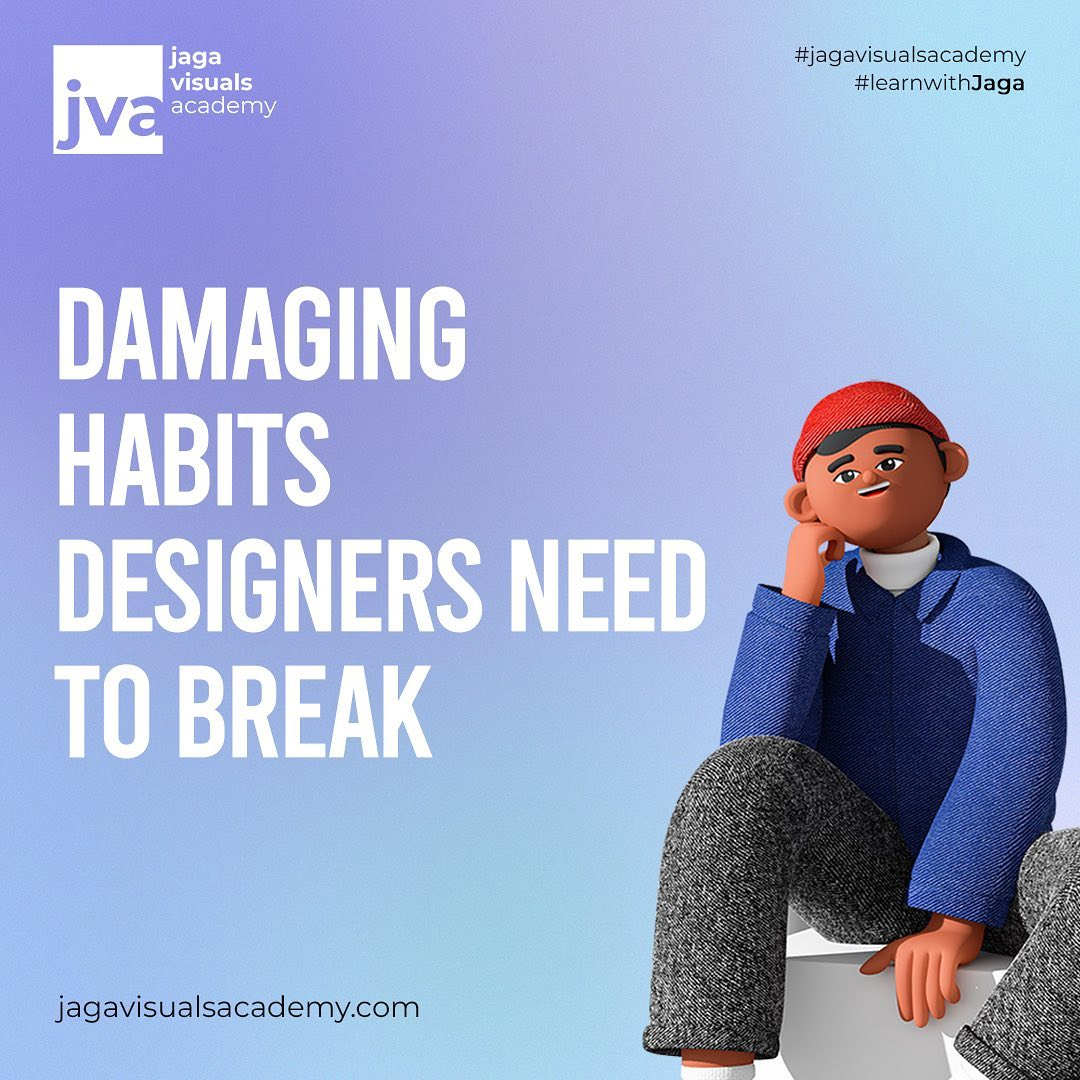 jva
jaga
visuals
academy
#jagavisualsacademy
#learnwithJaga
DAMAGING
HABITS
DESIGNERS NEED
TO BREAK
jagavisualsacademy.com